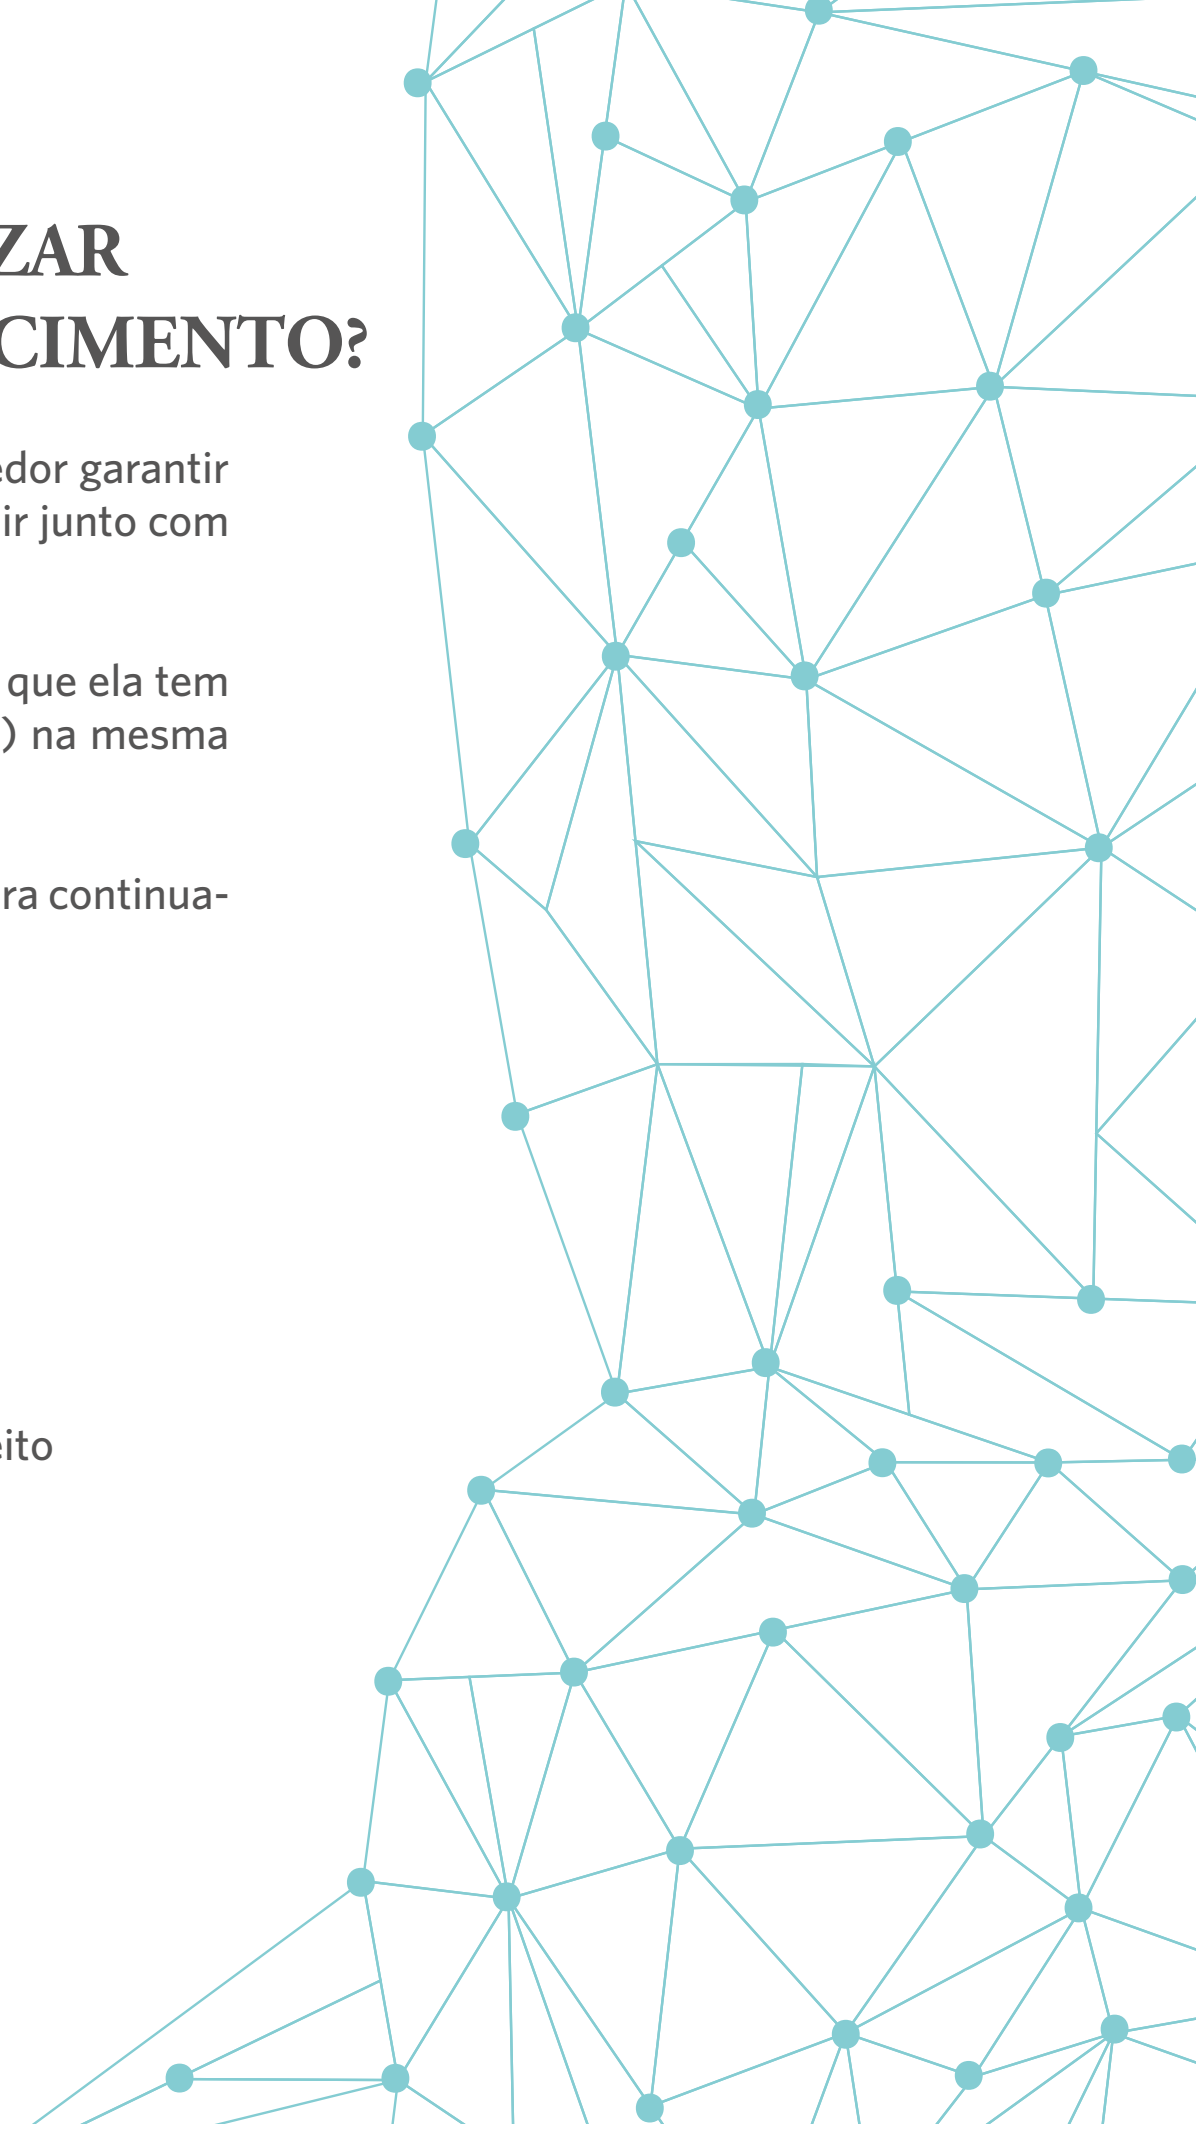 ZAR
CIMENTO?
edor garantir
ir junto com
que ela tem
) na mesma
ra continua-
eito